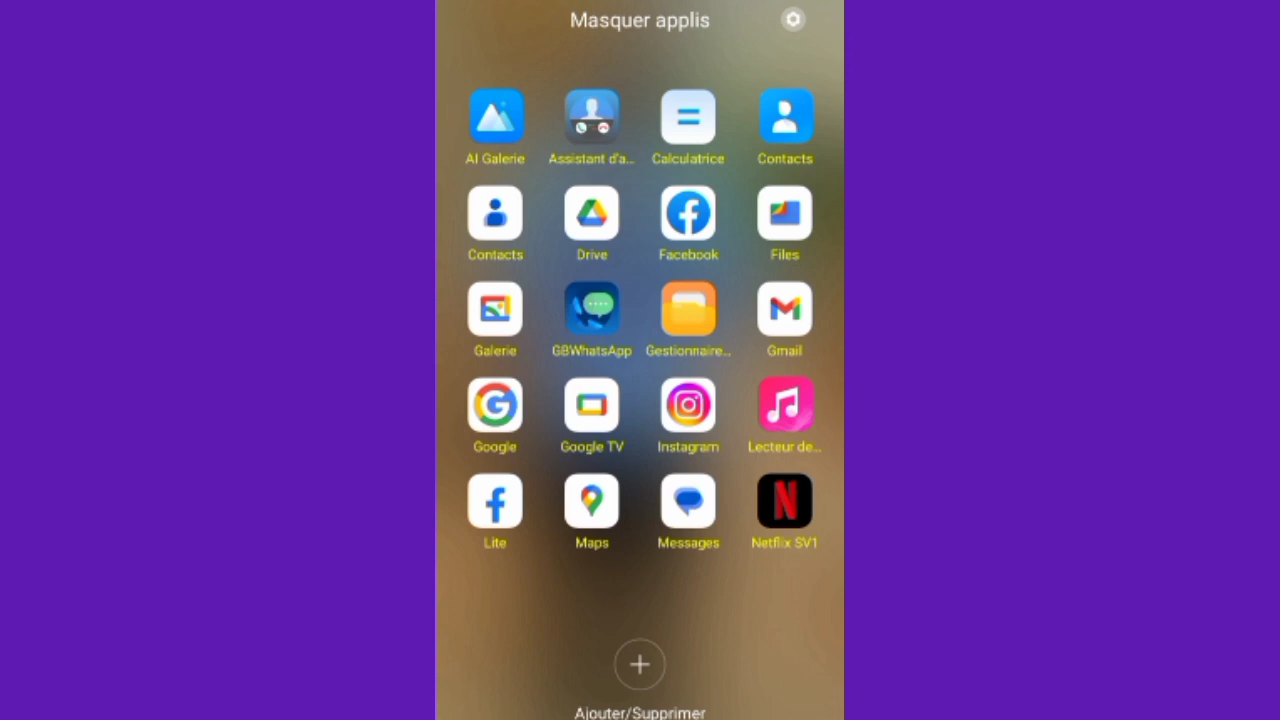 Masquer applis
AI Galerie Assistant d'a... Calculatrice Contacts
Contacts Drive Facebook Files
Galerie GBWhatsApp Gestionnaire... Gmail
Google Google TV Instagram Lecteur de...
Lite Maps Messages Netflix SV1
Ajouter/Supprimer